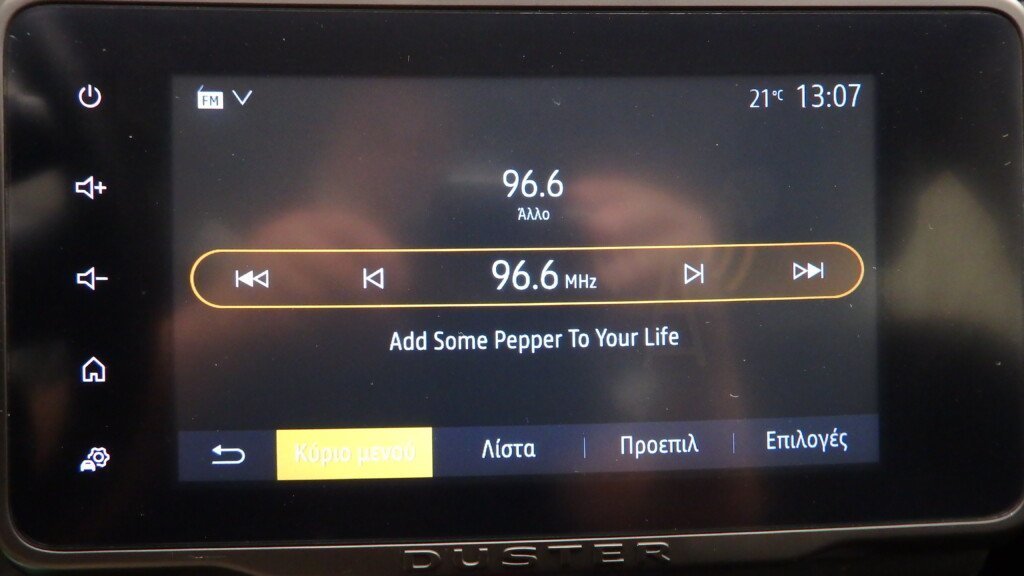 FM
21°C 13:07
96.6
Άλλο
96.6 MHz
Add Some Pepper To Your Life
Κύριο μενού Λίστα Προεπιλ Επιλογές
DUSTER